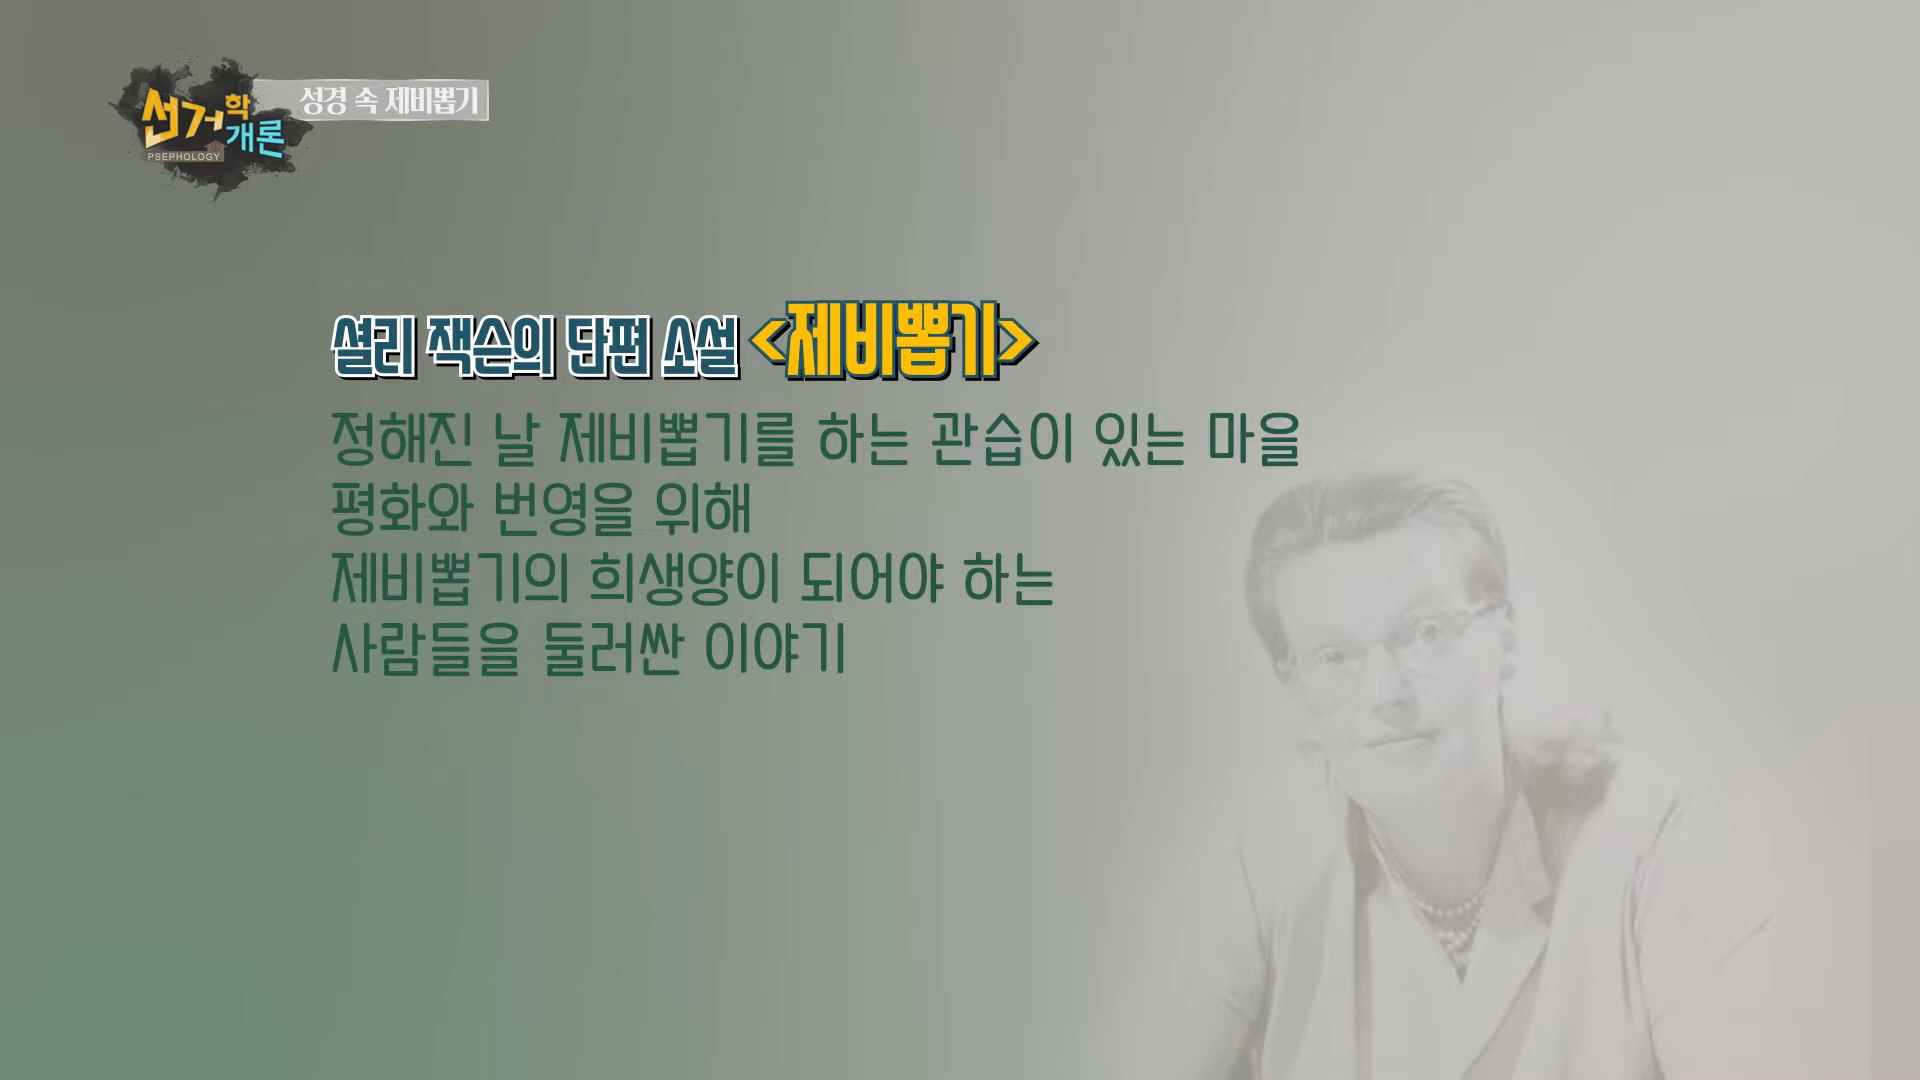 선거학개론
PSEPHOLOGY
성경 속 제비뽑기
셜리 잭슨의 단편 소설 <제비뽑기>
정해진 날 제비뽑기를 하는 관습이 있는 마을
평화와 번영을 위해
제비뽑기의 희생양이 되어야 하는
사람들을 둘러싼 이야기